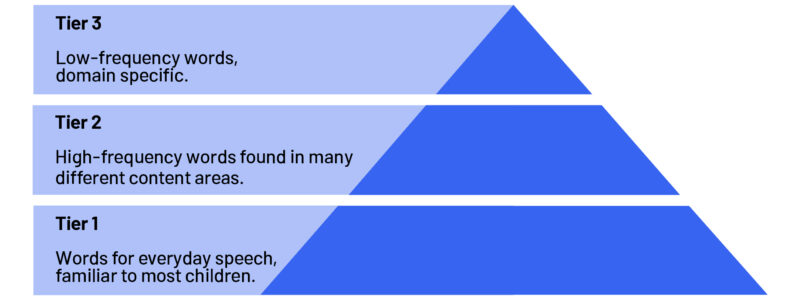 Tier 3
Low-frequency words,
domain specific.
Tier 2
High-frequency words found in many
different content areas.
Tier 1
Words for everyday speech,
familiar to most children.